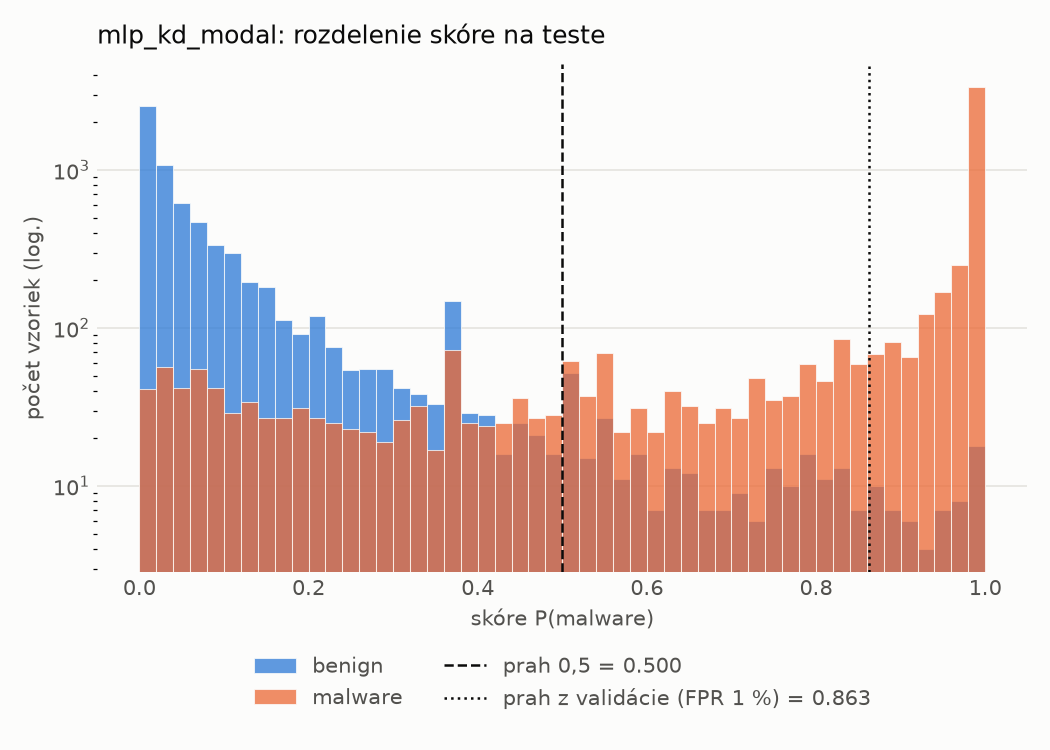 mlp_kd_modal: rozdelenie skóre na teste
počet vzoriek (log.)
10³
10²
10¹
0.0 0.2 0.4 0.6 0.8 1.0
skóre P(malware)
benign
malware
prah 0,5 = 0.500
prah z validácie (FPR 1 %) = 0.863